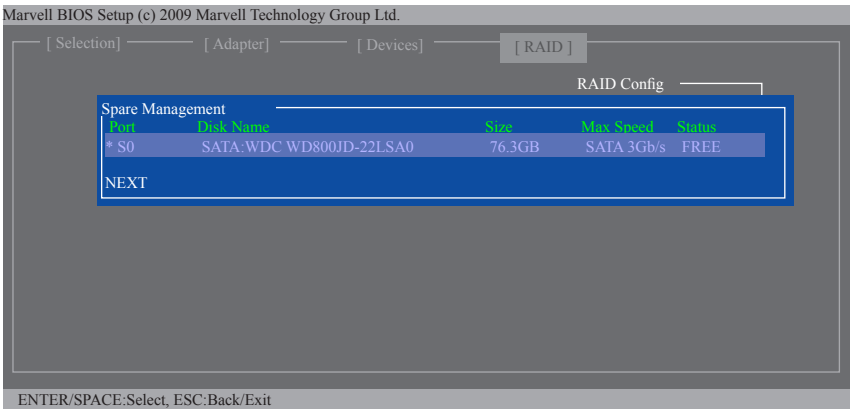 Marvell BIOS Setup (c) 2009 Marvell Technology Group Ltd.
[ Selection] [ Adapter] [ Devices] [ RAID ]
RAID Config
Spare Management
Port Disk Name Size Max Speed Status
* S0 SATA:WDC WD800JD-22LSA0 76.3GB SATA 3Gb/s FREE
NEXT
ENTER/SPACE:Select, ESC:Back/Exit